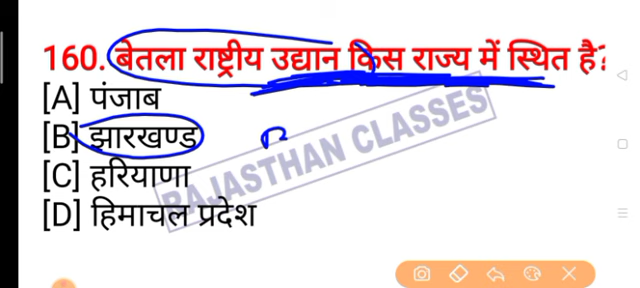 160. बेतला राष्ट्रीय उद्यान किस राज्य में स्थित है?
[A] पंजाब
[B] झारखण्ड
[C] हरियाणा
[D] हिमाचल प्रदेश
RAJASTHAN CLASSES